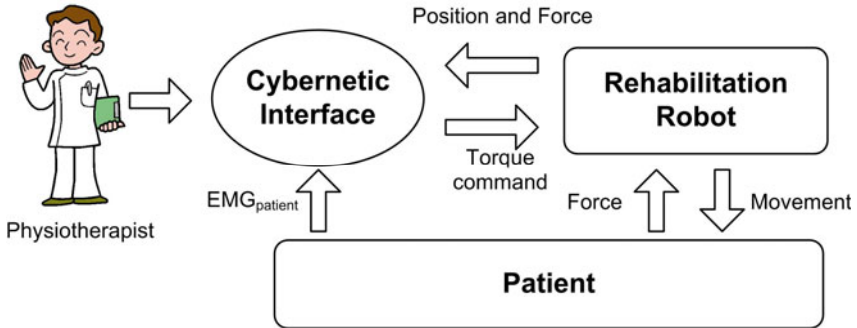 Position and Force
Cybernetic
Interface
Rehabilitation
Robot
Torque
command
EMGpatient
Force
Movement
Physiotherapist
Patient